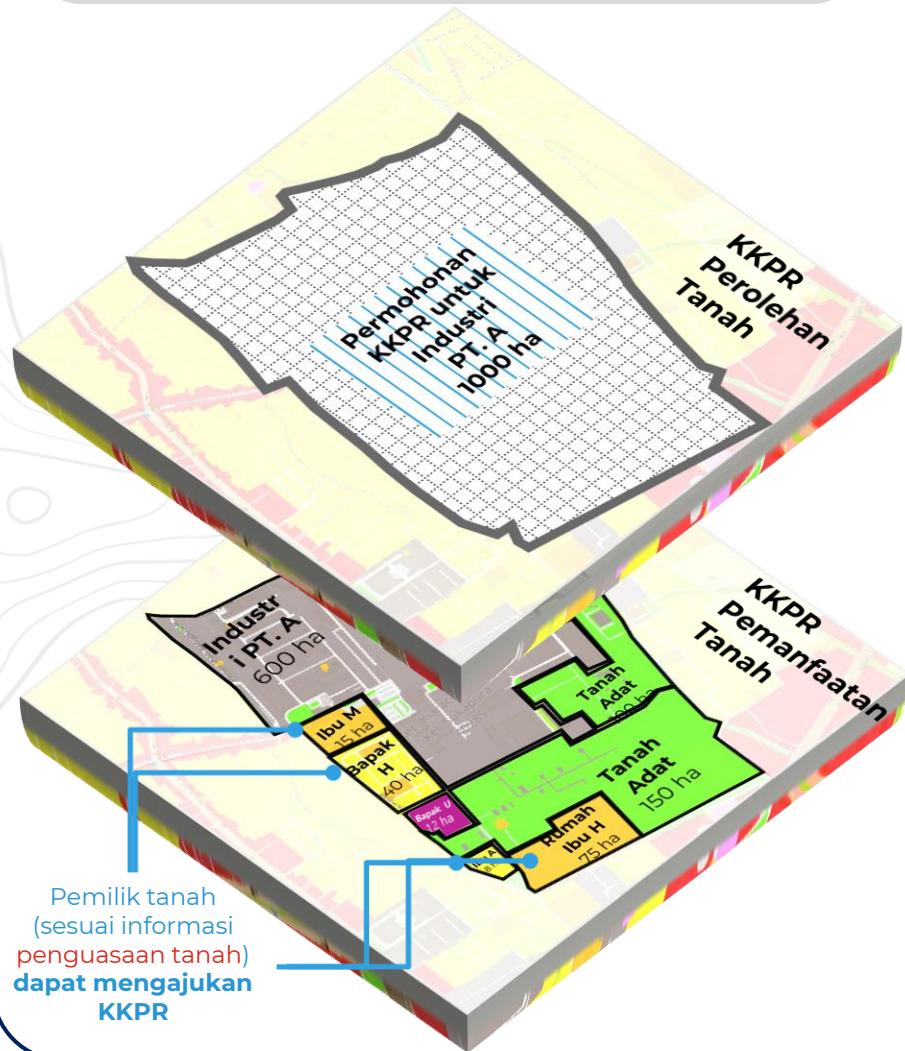 Permohonan
KKPR untuk
Industri
PT. A
1000 ha
KKPR
Perolehan
Tanah
Industr
i PT. A
600 ha
KKPR
Pemanfaatan
Tanah
Tanah
Adat
Ibu M
15 ha
Bapak
H
40 ha
Bapak U
12 ha
Tanah
Adat
150 ha
Rumah
Ibu H
75 ha
Pemilik tanah
(sesuai informasi
penguasaan tanah)
dapat mengajukan
KKPR